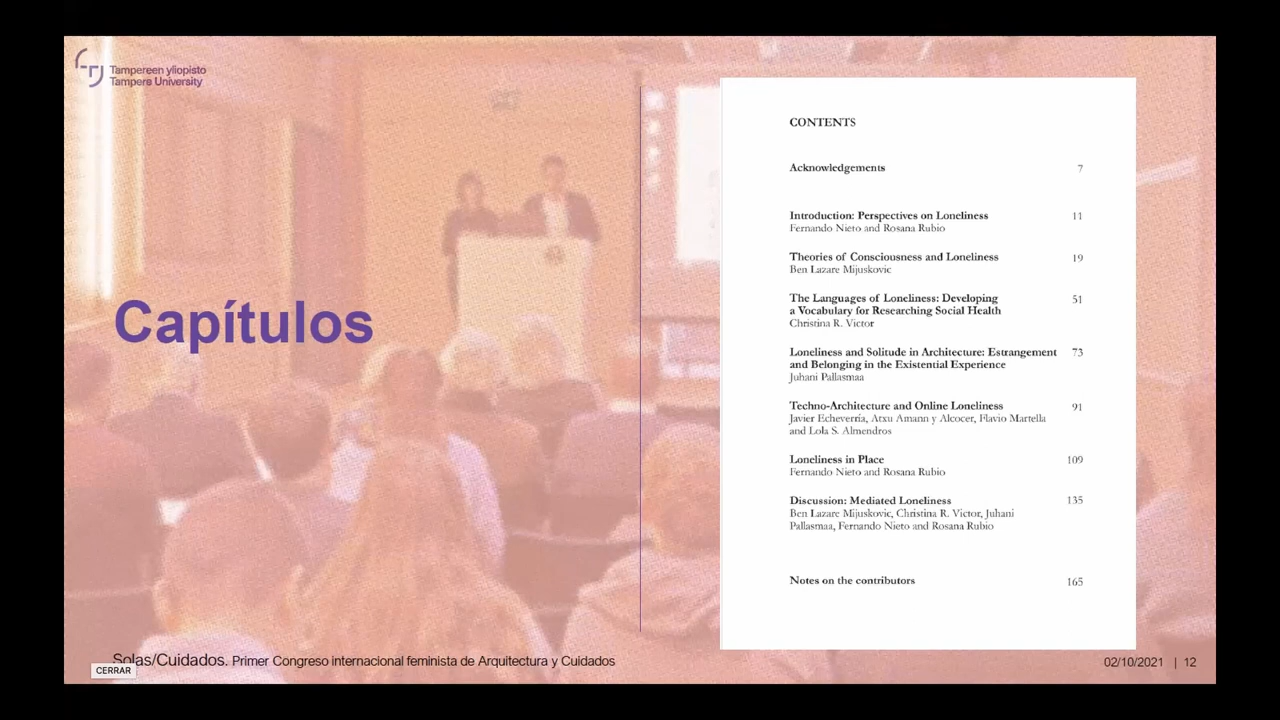 Tampereen yliopisto
Tampere University
Capítulos
CONTENTS
Acknowledgements 7
Introduction: Perspectives on Loneliness 11
Fernando Nieto and Rosana Rubio
Theories of Consciousness and Loneliness 19
Ben Lazare Mijuskovic
The Languages of Loneliness: Developing 51
a Vocabulary for Researching Social Health
Christina R. Victor
Loneliness and Solitude in Architecture: Estrangement 73
and Belonging in the Existential Experience
Juhani Pallasmaa
Techno-Architecture and Online Loneliness 91
Javier Echeverría, Atxu Amann y Alcocer, Flavio Martella
and Lola S. Almendros
Loneliness in Place 109
Fernando Nieto and Rosana Rubio
Discussion: Mediated Loneliness 135
Ben Lazare Mijuskovic, Christina R. Victor, Juhani
Pallasmaa, Fernando Nieto and Rosana Rubio
Notes on the contributors 165
Solas/Cuidados. Primer Congreso internacional feminista de Arquitectura y Cuidados
CERRAR
02/10/2021 | 12